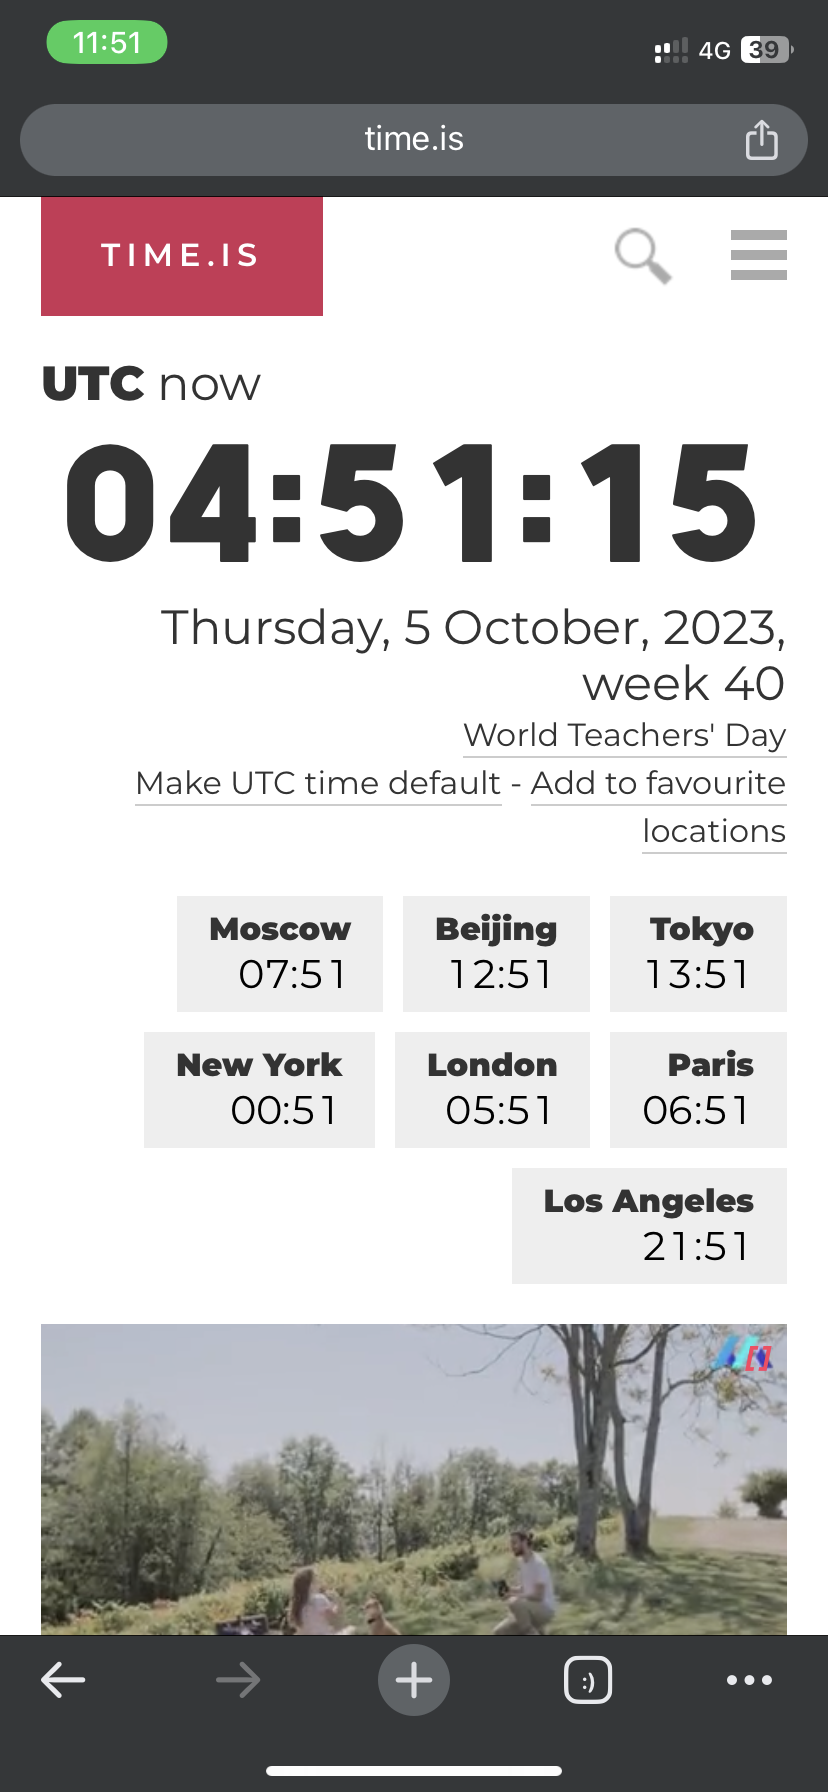 11:51
4G 39
time.is
TIME.IS
UTC now
04:51:15
Thursday, 5 October, 2023,
week 40
World Teachers' Day
Make UTC time default - Add to favourite
locations
Moscow Beijing Tokyo
07:51 12:51 13:51
New York London Paris
00:51 05:51 06:51
Los Angeles
21:51
[]
:)